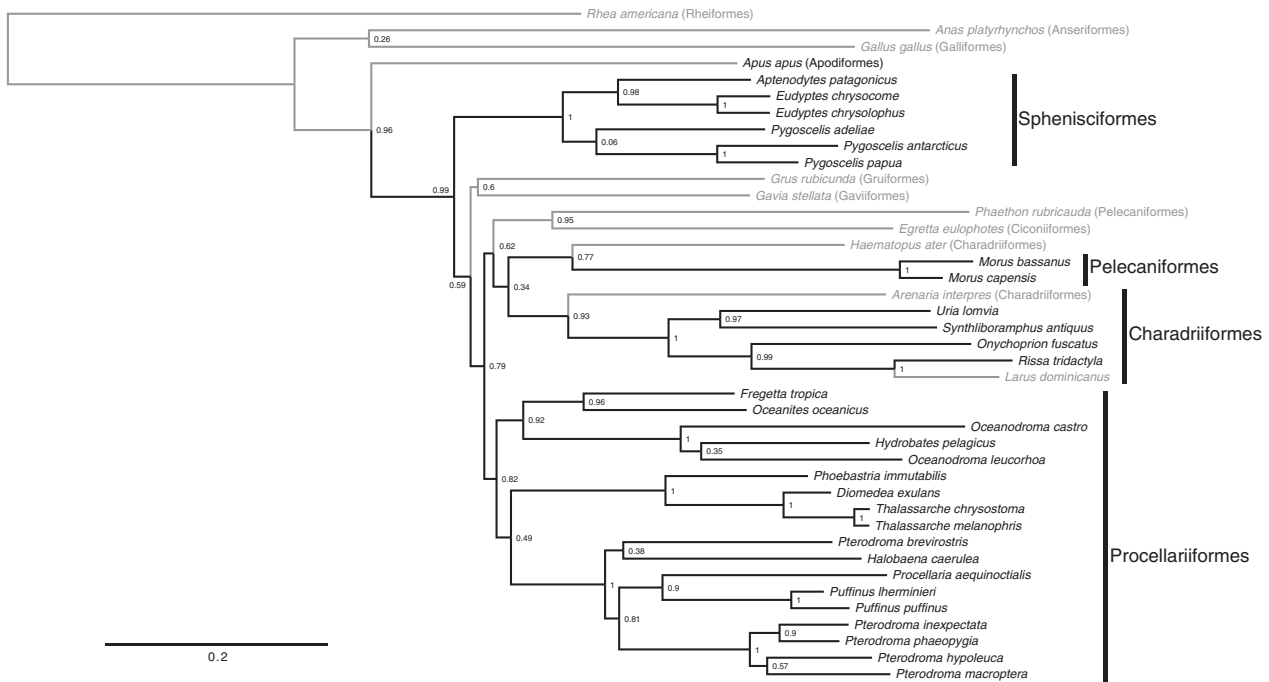 Rhea americana (Rheiformes)
Anas platyrhynchos (Anseriformes)
0.26
Gallus gallus (Galliformes)
Apus apus (Apodiformes)
Aptenodytes patagonicus
0.98
Eudyptes chrysocome
1
Eudyptes chrysolophus
1
Sphenisciformes
Pygoscelis adeliae
0.96
0.06
Pygoscelis antarcticus
1
Pygoscelis papua
Grus rubicunda (Gruiformes)
0.99
0.6
Gavia stellata (Gaviiformes)
Phaethon rubricauda (Pelecaniformes)
0.95
Egretta eulophotes (Ciconiiformes)
0.62
Haematopus ater (Charadriiformes)
0.77
Morus bassanus
1
Pelecaniformes
Morus capensis
0.59
0.34
Arenaria interpres (Charadriiformes)
Uria lomvia
0.93
0.97
Synthliboramphus antiquus
1
Charadriiformes
Onychoprion fuscatus
0.99
Rissa tridactyla
0.79
1
Larus dominicanus
Fregetta tropica
0.96
Oceanites oceanicus
0.92
Oceanodroma castro
1
Hydrobates pelagicus
0.35
Oceanodroma leucorhoa
Phoebastria immutabilis
0.82
1
Diomedea exulans
1
Thalassarche chrysostoma
1
Thalassarche melanophris
0.49
Pterodroma brevirostris
0.38
Procellariiformes
Halobaena caerulea
Procellaria aequinoctialis
1
0.9
Puffinus lherminieri
1
Puffinus puffinus
0.81
Pterodroma inexpectata
0.9
Pterodroma phaeopygia
1
Pterodroma hypoleuca
0.2
0.57
Pterodroma macroptera